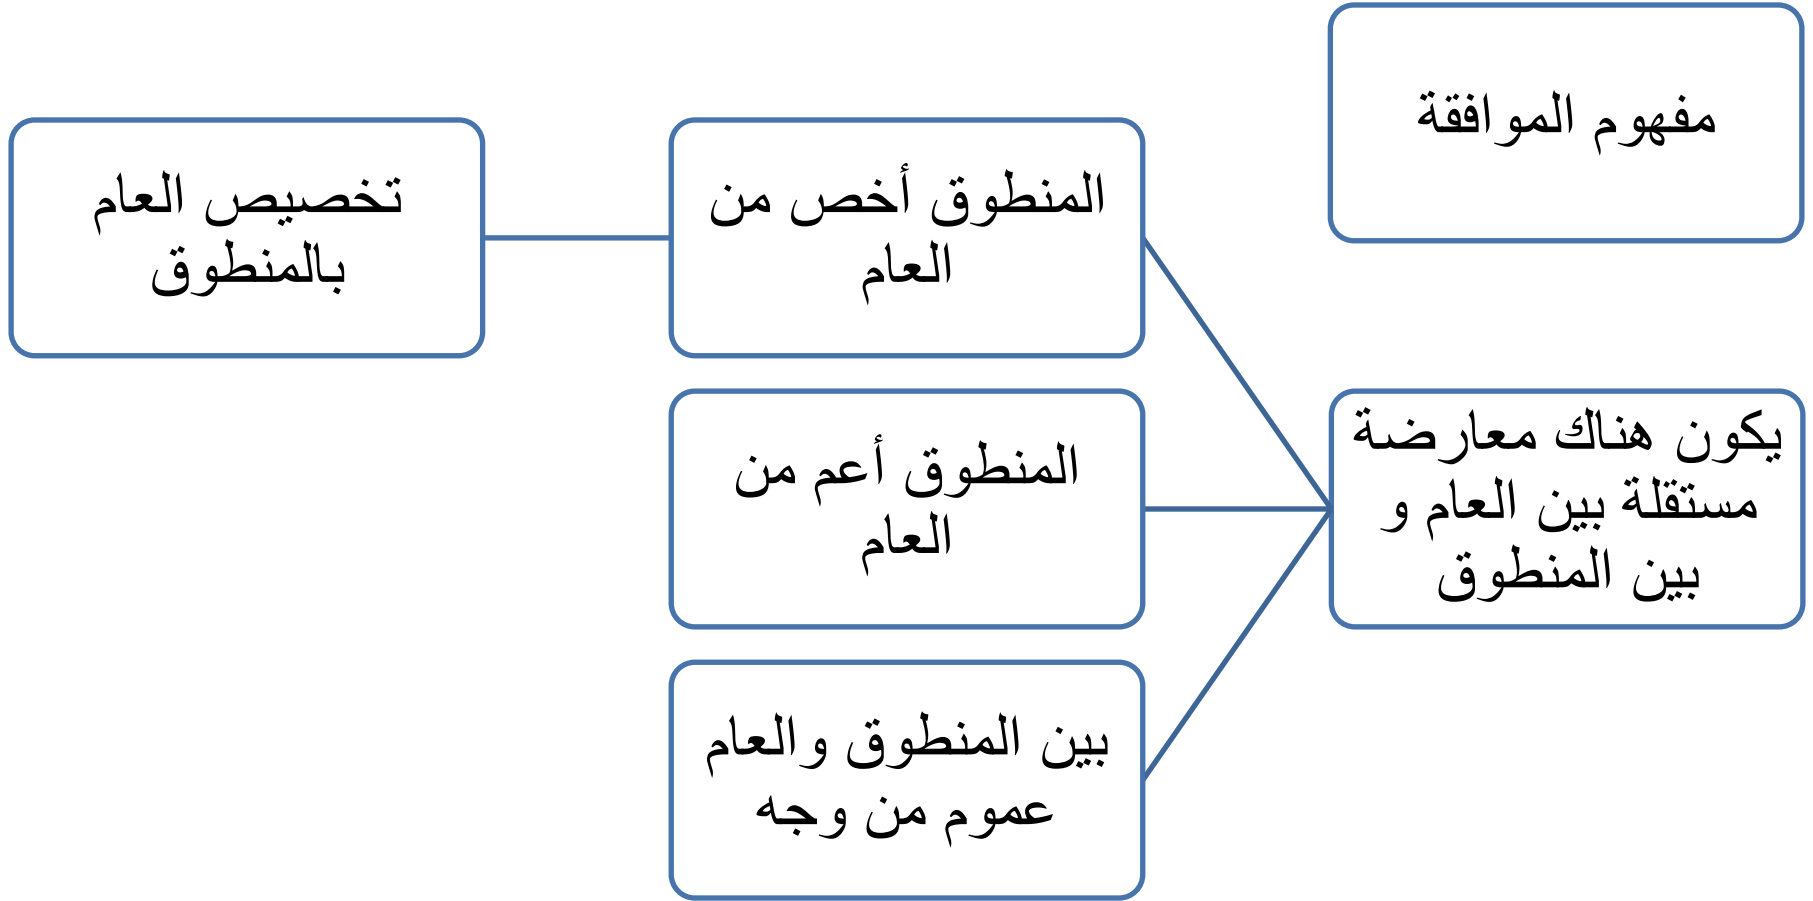 مفهوم الموافقة
يكون هناك معارضة
مستقلة بين العام و
بين المنطوق
المنطوق أخص من
العام
تخصيص العام
بالمنطوق
المنطوق أعم من
العام
بين المنطوق والعام
عموم من وجه